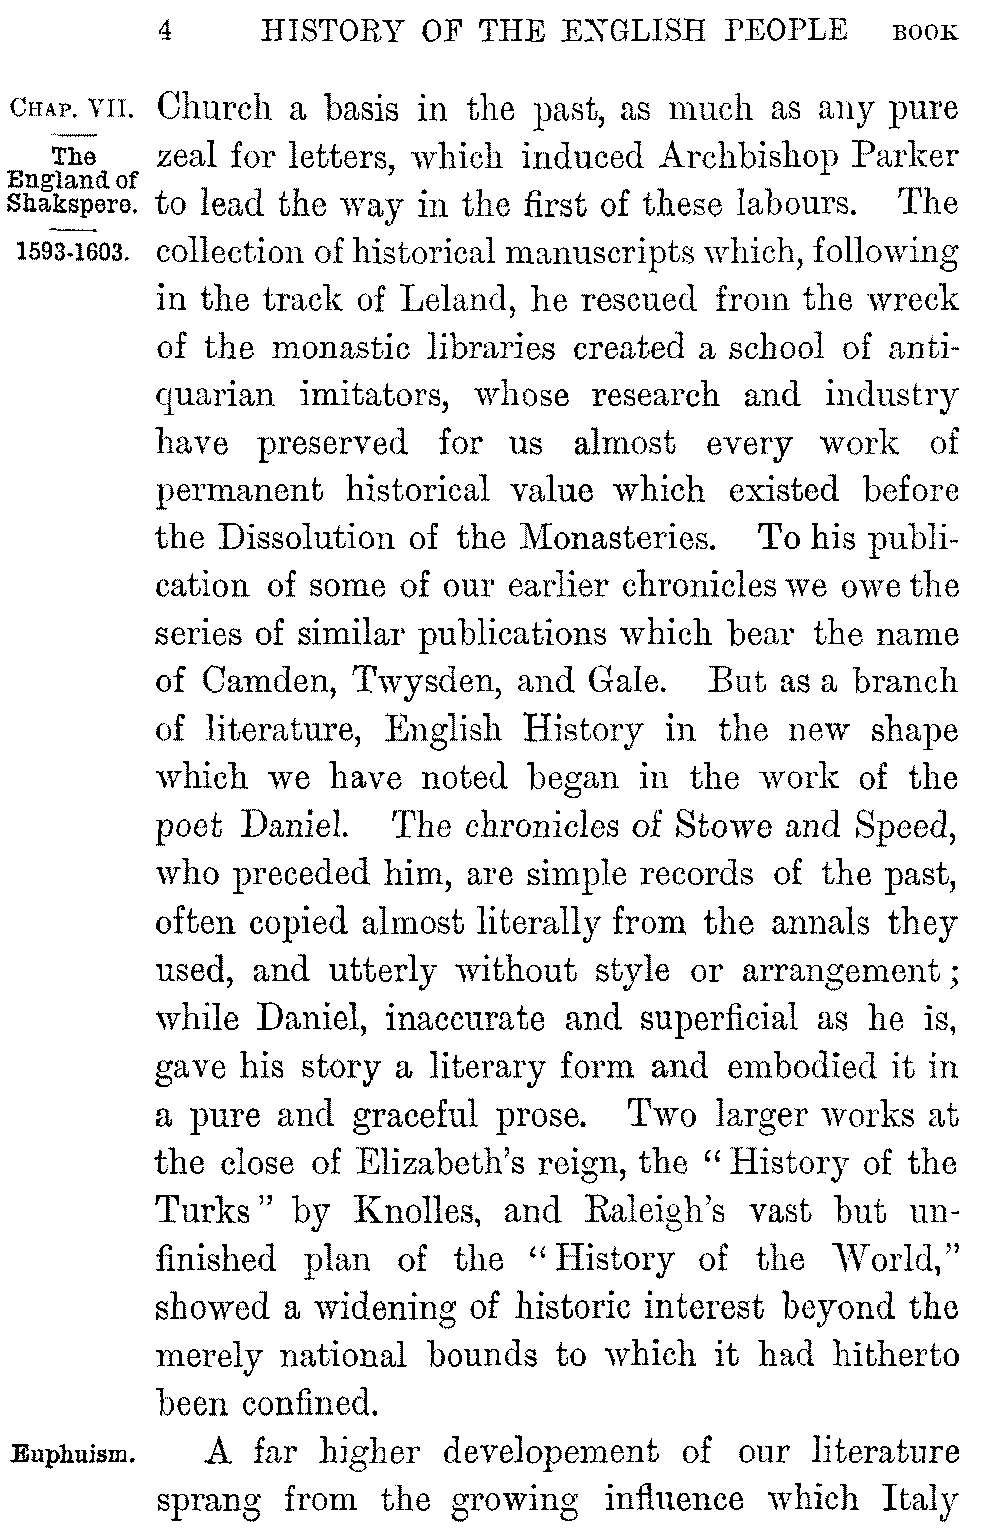 4 HISTORY OF THE ENGLISH PEOPLE BOOK
CHAP. VII.
The
England of
Shakspere.
1593-1603.
Church a basis in the past, as much as any pure
zeal for letters, which induced Archbishop Parker
to lead the way in the first of these labours. The
collection of historical manuscripts which, following
in the track of Leland, he rescued from the wreck
of the monastic libraries created a school of anti-
quarian imitators, whose research and industry
have preserved for us almost every work of
permanent historical value which existed before
the Dissolution of the Monasteries. To his publi-
cation of some of our earlier chronicles we owe the
series of similar publications which bear the name
of Camden, Twysden, and Gale. But as a branch
of literature, English History in the new shape
which we have noted began in the work of the
poet Daniel. The chronicles of Stowe and Speed,
who preceded him, are simple records of the past,
often copied almost literally from the annals they
used, and utterly without style or arrangement;
while Daniel, inaccurate and superficial as he is,
gave his story a literary form and embodied it in
a pure and graceful prose. Two larger works at
the close of Elizabeth's reign, the "History of the
Turks" by Knolles, and Raleigh's vast but un-
finished plan of the "History of the World,"
showed a widening of historic interest beyond the
merely national bounds to which it had hitherto
been confined.
Euphuism.
A far higher developement of our literature
sprang from the growing influence which Italy